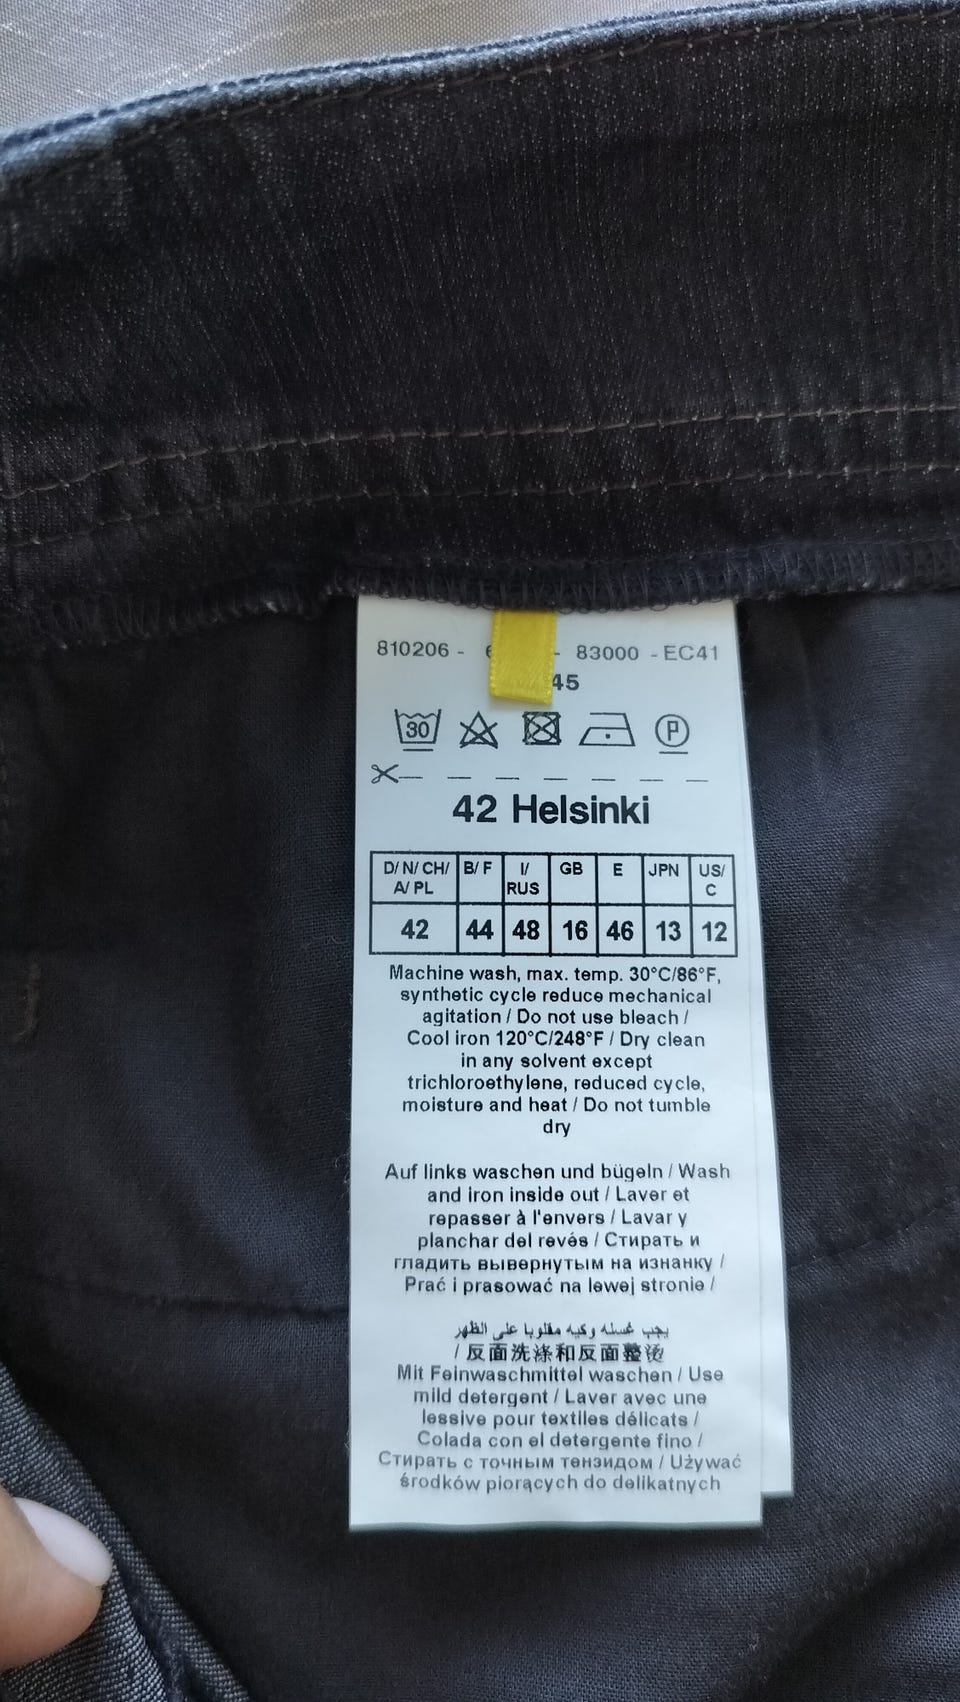 810206 - - 83000 - EC41
45
30 P
42 Helsinki
D/ N/ CH/ A/ PL B/ F I/ RUS GB E JPN US/ C
42 44 48 16 46 13 12
Machine wash, max. temp. 30°C/86°F,
synthetic cycle reduce mechanical
agitation / Do not use bleach /
Cool iron 120°C/248°F / Dry clean
in any solvent except
trichloroethylene, reduced cycle,
moisture and heat / Do not tumble
dry
Auf links waschen und bügeln / Wash
and iron inside out / Laver et
repasser à l'envers / Lavar y
planchar del revés / Стирать и
гладить вывернутым на изнанку /
Prać i prasować na lewej stronie /
يجب غسله وكيه مقلوبا على الظهر
/ 反面洗涤和反面整烫
Mit Feinwaschmittel waschen / Use
mild detergent / Laver avec une
lessive pour textiles délicats /
Colada con el detergente fino /
Стирать с точным тензидом / Używać
środków piorących do delikatnych